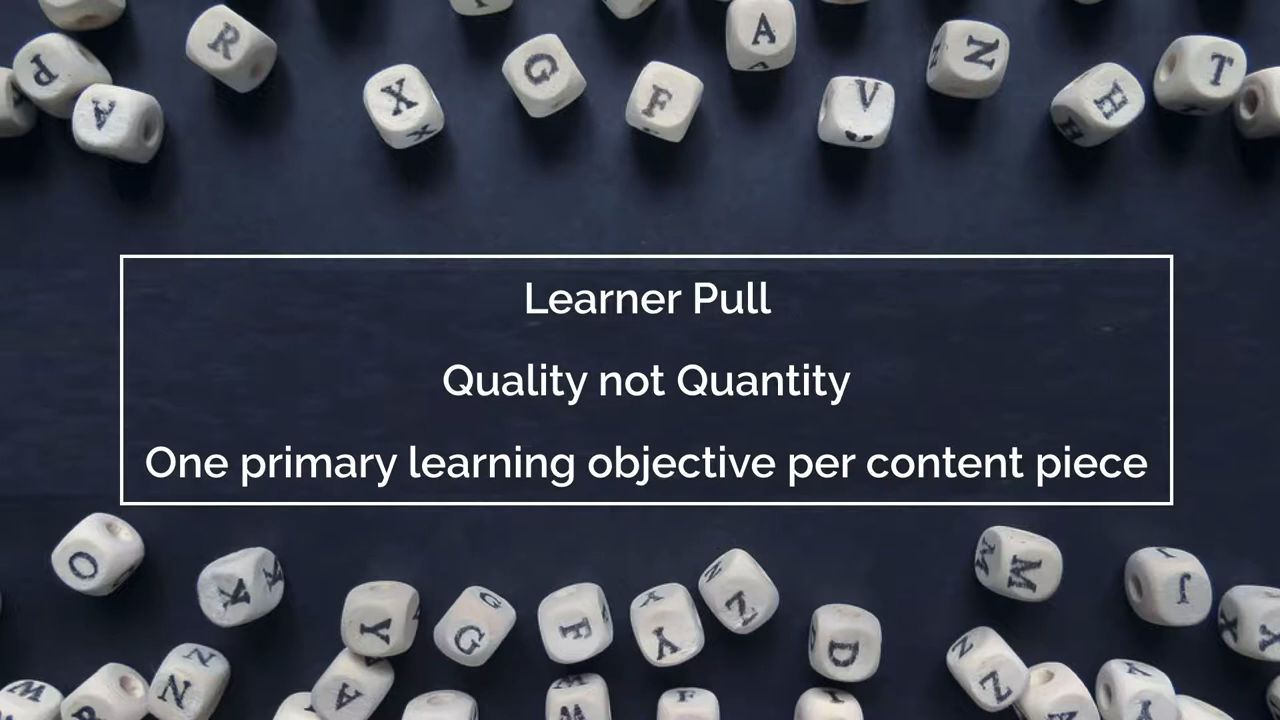 Learner Pull
Quality not Quantity
One primary learning objective per content piece